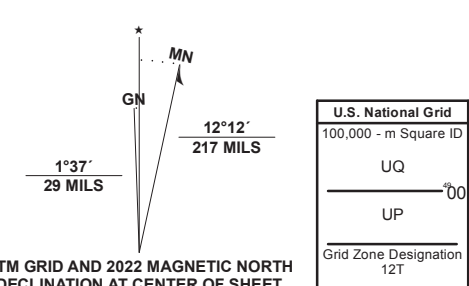 ★
MN
GN
12°12´
217 MILS
1°37´
29 MILS
TM GRID AND 2022 MAGNETIC NORTH
DECLINATION AT CENTER OF SHEET
U.S. National Grid
100,000 - m Square ID
UQ
4900
UP
Grid Zone Designation
12T